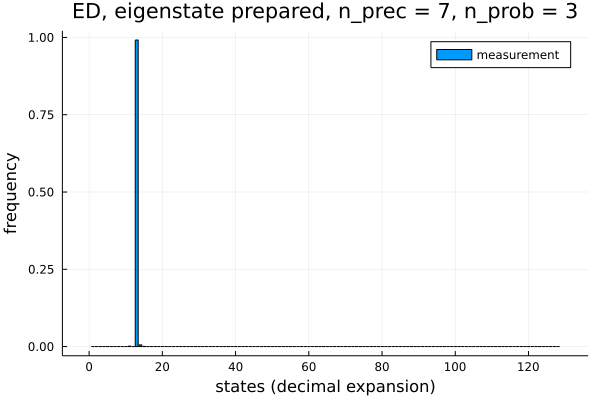 ED, eigenstate prepared, n_prec = 7, n_prob = 3
1.00
measurement
0.75
frequency
0.50
0.25
0.00
0 20 40 60 80 100 120
states (decimal expansion)